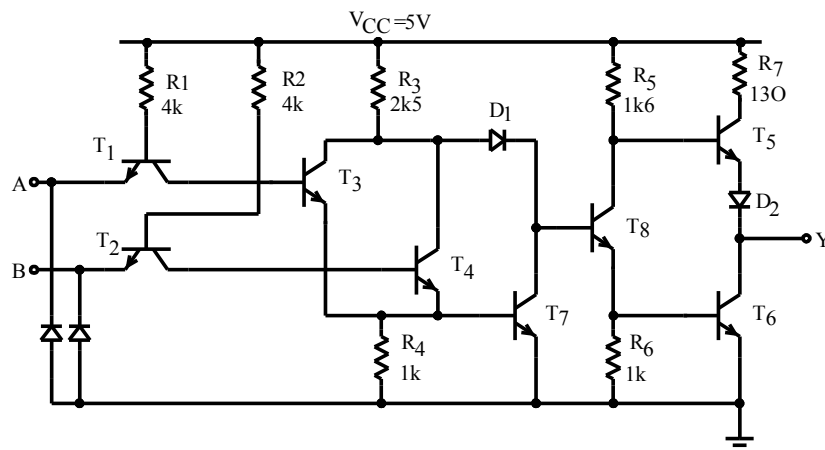 VCC=5V
R1
4k
R2
4k
R3
2k5
R5
1k6
R7
13O
D1
T1
T5
A
T3
D2
T2
T8
Y
B
T4
T7
T6
R4
1k
R6
1k